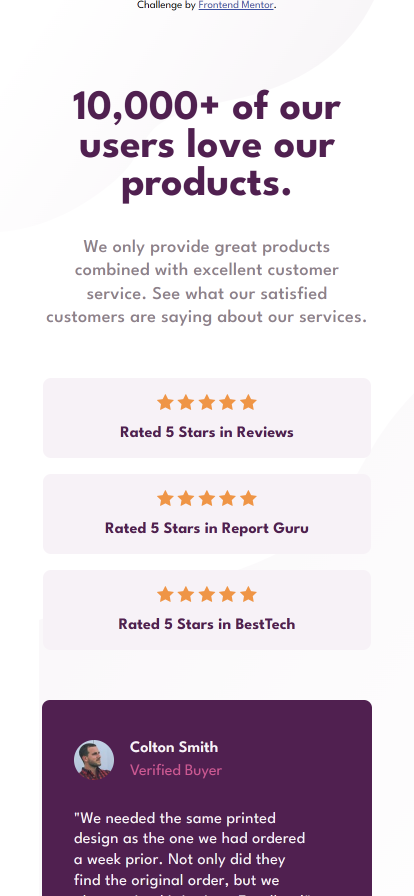 Challenge by Frontend Mentor.
10,000+ of our
users love our
products.
We only provide great products
combined with excellent customer
service. See what our satisfied
customers are saying about our services.
Rated 5 Stars in Reviews
Rated 5 Stars in Report Guru
Rated 5 Stars in BestTech
Colton Smith
Verified Buyer
"We needed the same printed
design as the one we had ordered
a week prior. Not only did they
find the original order, but we